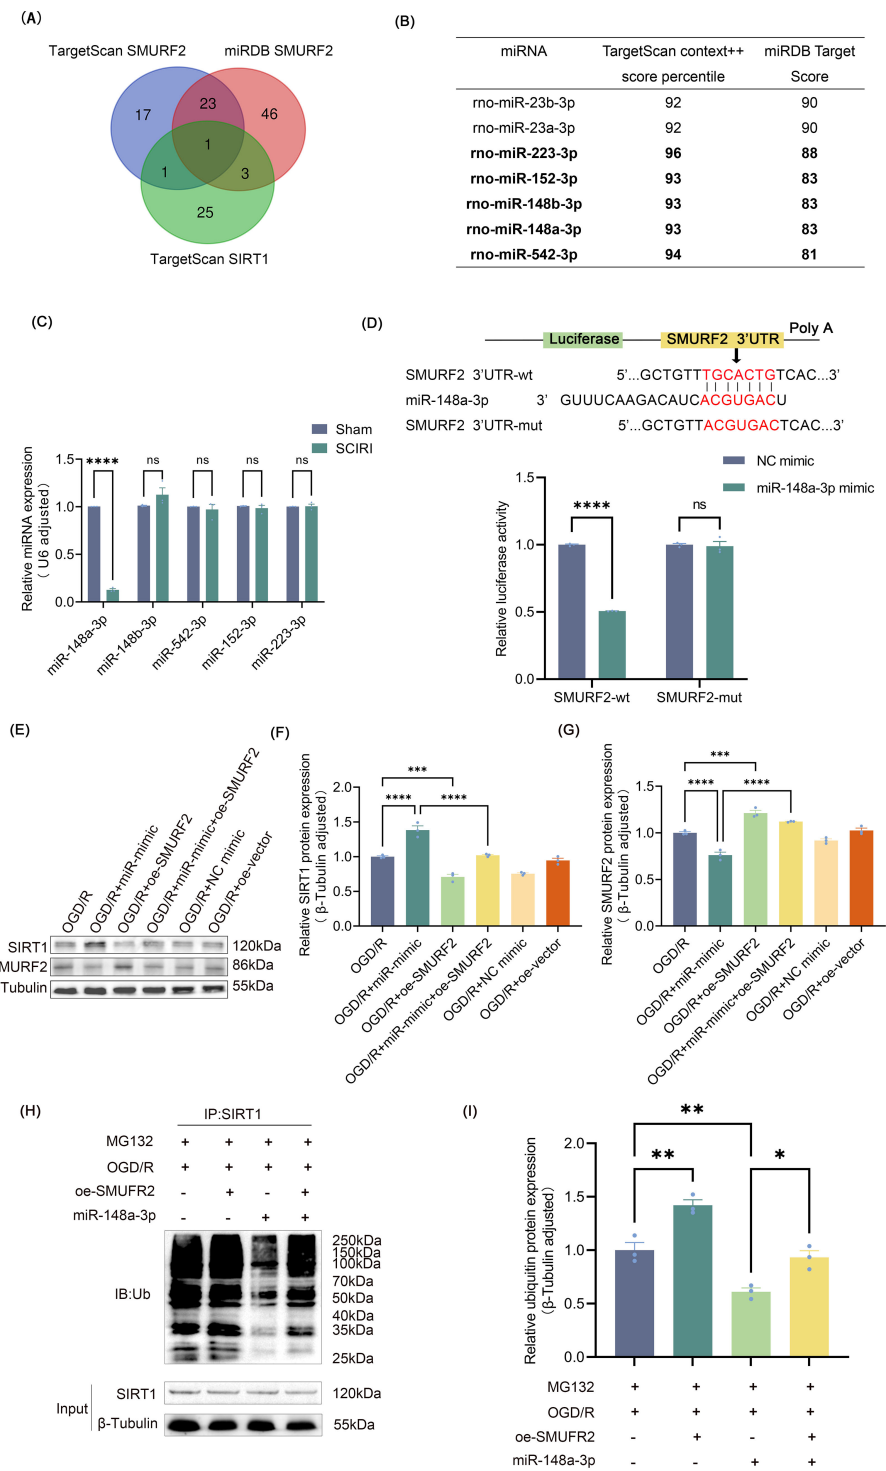 (A)
TargetScan SMURF2
miRDB SMURF2
17
23
46
1
1
3
25
TargetScan SIRT1
(B)
miRNA TargetScan context++ score percentile miRDB Target Score
rno-miR-23b-3p 92 90
rno-miR-23a-3p 92 90
rno-miR-223-3p 96 88
rno-miR-152-3p 93 83
rno-miR-148b-3p 93 83
rno-miR-148a-3p 93 83
rno-miR-542-3p 94 81
(C)
Sham
SCIRI
Relative miRNA expression
( U6 adjusted)
1.5
1.0
0.5
0.0
**** ns ns ns ns
miR-148a-3p
miR-148b-3p
miR-542-3p
miR-152-3p
miR-223-3p
(D)
Luciferase SMURF2 3'UTR Poly A
SMURF2 3'UTR-wt 5'...GCTGTTTGCACTGTCAC...3'
miR-148a-3p 3' GUUUCAAGACAUCACGUGACU
SMURF2 3'UTR-mut 5'...GCTGTTACGUGACTCAC...3'
NC mimic
miR-148a-3p mimic
Relative luciferase activity
1.5
1.0
0.5
0.0
**** ns
SMURF2-wt SMURF2-mut
(E)
OGD/R
OGD/R+miR-mimic
OGD/R+oe-SMURF2
OGD/R+miR-mimic+oe-SMURF2
OGD/R+NC mimic
OGD/R+oe-vector
SIRT1 120kDa
MURF2 86kDa
Tubulin 55kDa
(F)
Relative SIRT1 protein expression
( β-Tubulin adjusted)
2.0
1.5
1.0
0.5
0.0
***
**** ****
OGD/R
OGD/R+miR-mimic
OGD/R+oe-SMURF2
OGD/R+miR-mimic+oe-SMURF2
OGD/R+NC mimic
OGD/R+oe-vector
(G)
Relative SMURF2 protein expression
( β-Tubulin adjusted)
1.5
1.0
0.5
0.0
***
**** ****
OGD/R
OGD/R+miR-mimic
OGD/R+oe-SMURF2
OGD/R+miR-mimic+oe-SMURF2
OGD/R+NC mimic
OGD/R+oe-vector
(H)
IP:SIRT1
MG132 + + + +
OGD/R + + + +
oe-SMUFR2 - + - +
miR-148a-3p - - + +
IB:Ub
250kDa
150kDa
100kDa
70kDa
50kDa
40kDa
35kDa
25kDa
Input
SIRT1 120kDa
β-Tubulin 55kDa
(I)
Relative ubiquitin protein expression
(β-Tubulin adjusted)
2.0
1.5
1.0
0.5
0.0
**
** *
MG132 + + + +
OGD/R + + + +
oe-SMUFR2 - + - +
miR-148a-3p - - + +